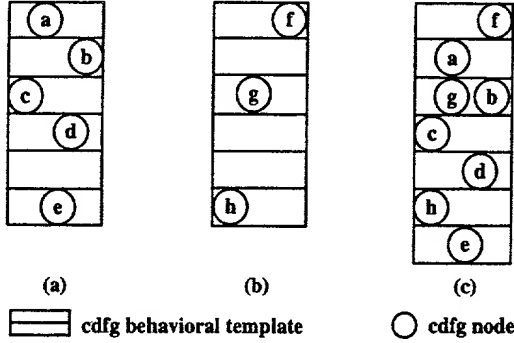 a
f
f
b
a
c
g
g
b
d
c
d
e
h
h
e
(a)
(b)
(c)
cdfg behavioral template
cdfg node